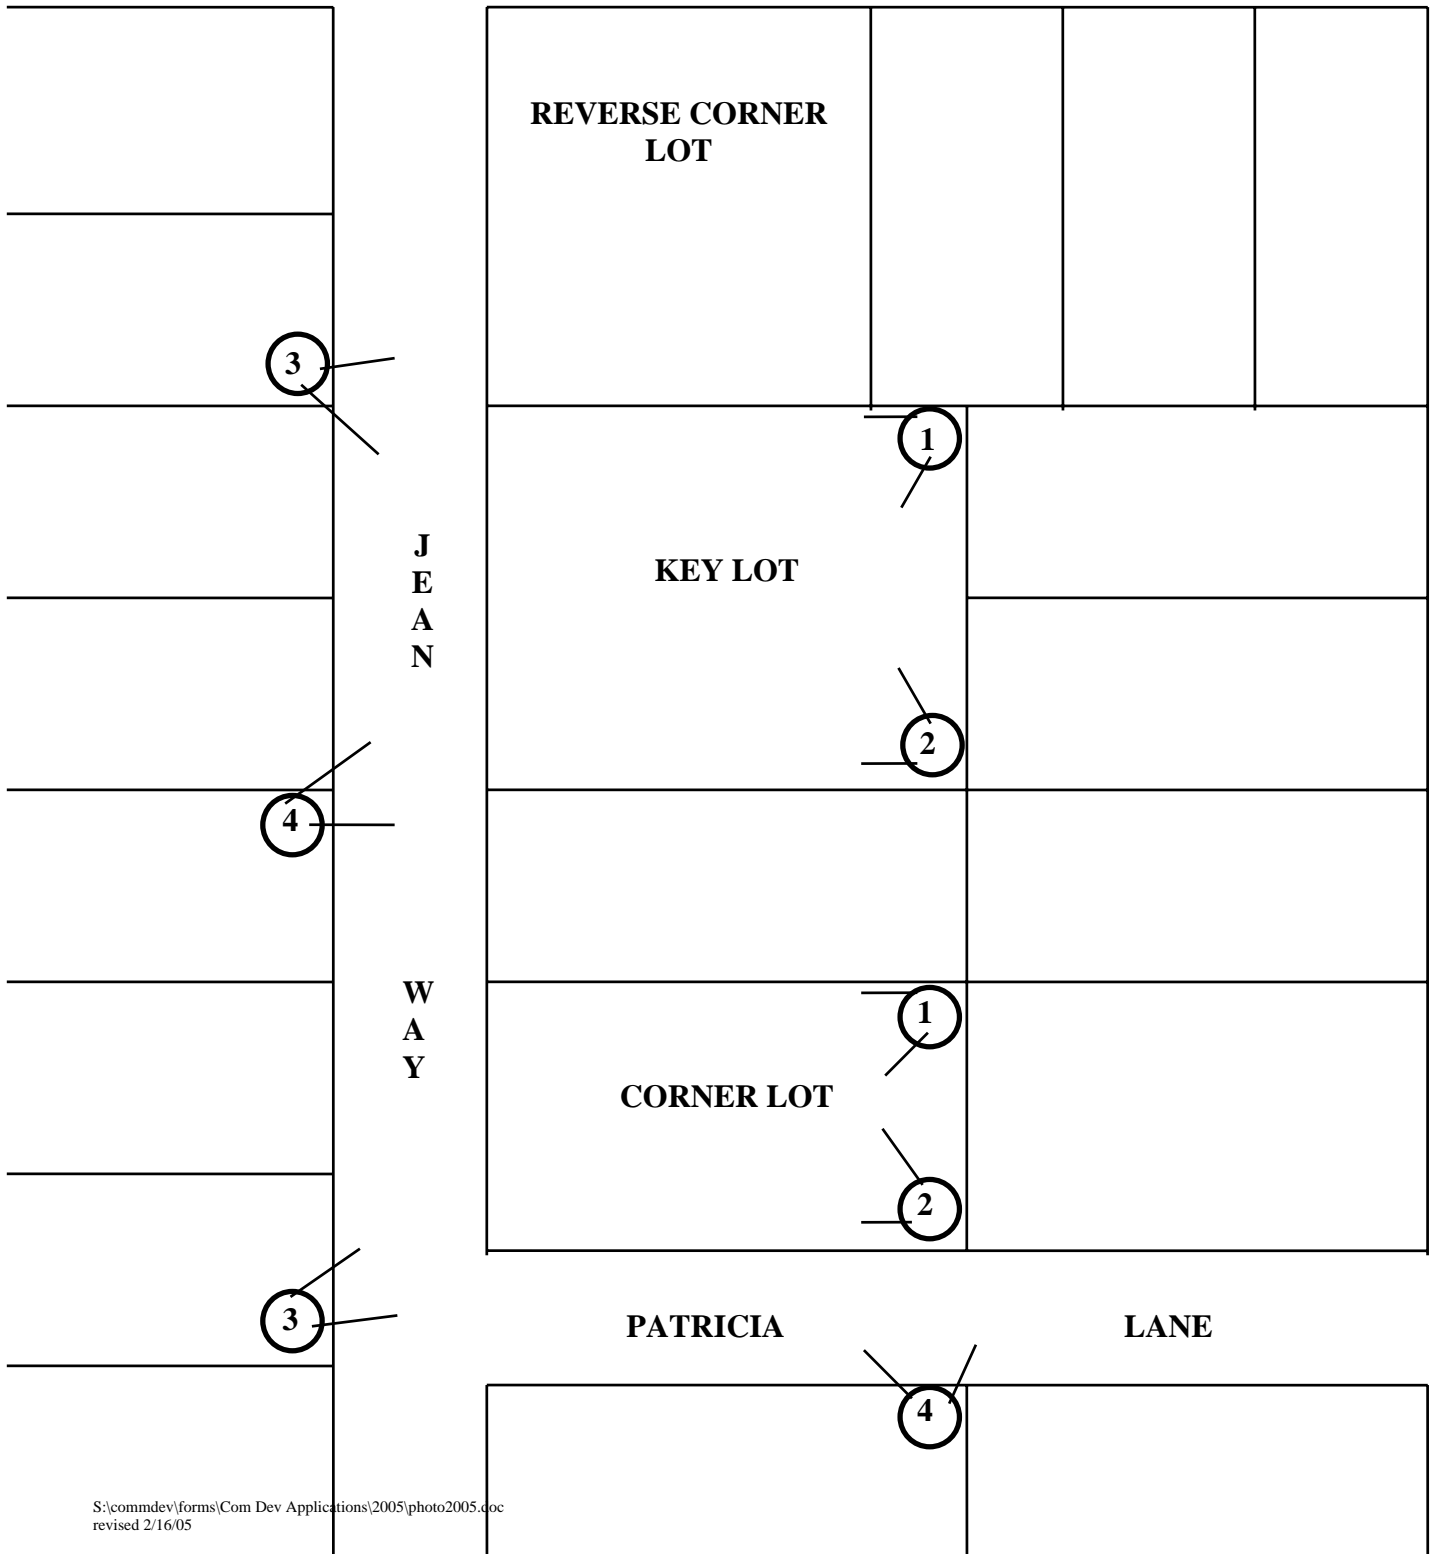 REVERSE CORNER
LOT
3
1
J
E
A
N
KEY LOT
2
4
W
A
Y
1
CORNER LOT
2
3
PATRICIA LANE
4
S:\commdev\forms\Com Dev Applications\2005\photo2005.doc
revised 2/16/05